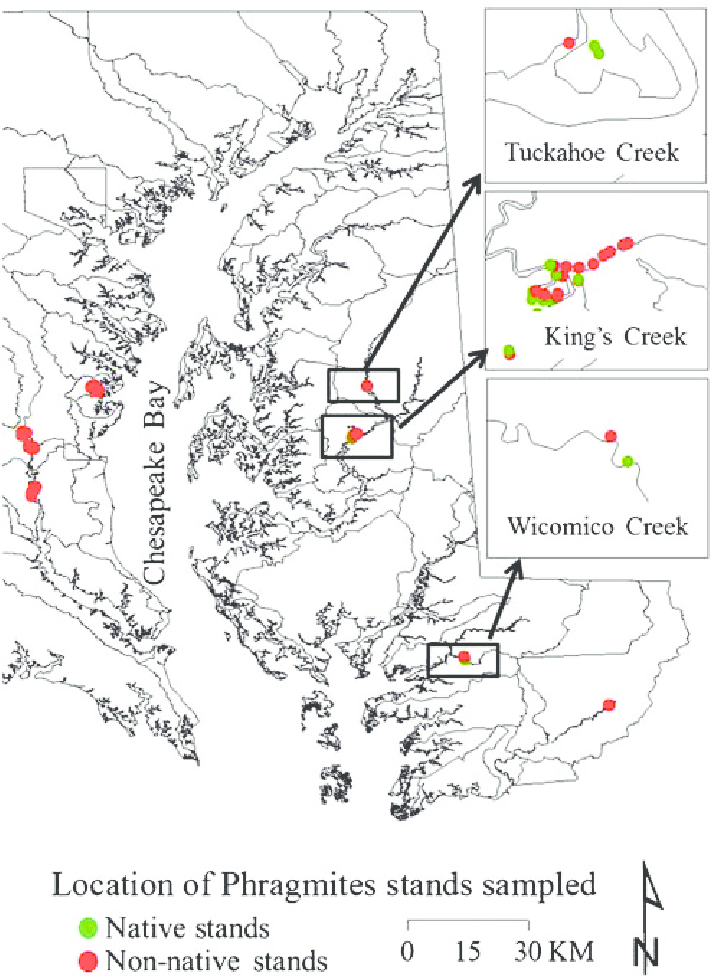 Tuckahoe Creek
King's Creek
Wicomico Creek
Chesapeake Bay
Location of Phragmites stands sampled
Native stands
Non-native stands
0 15 30 KM
N